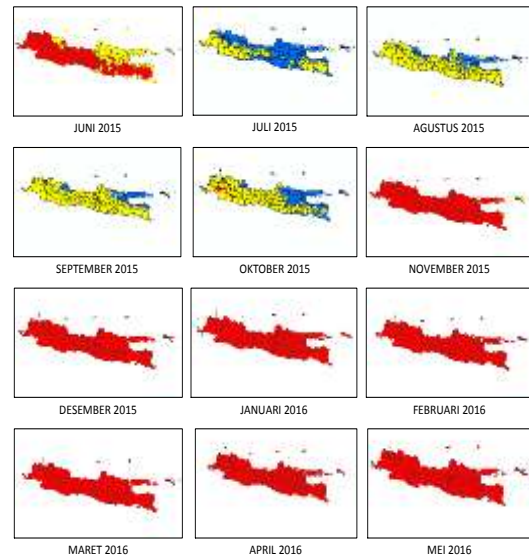 JUNI 2015
JULI 2015
AGUSTUS 2015
SEPTEMBER 2015
OKTOBER 2015
NOVEMBER 2015
DESEMBER 2015
JANUARI 2016
FEBRUARI 2016
MARET 2016
APRIL 2016
MEI 2016